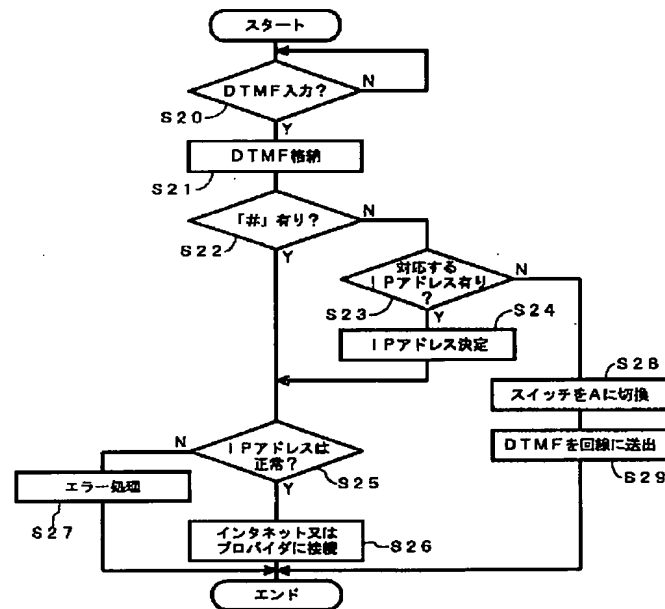 スタート
DTMF入力?
N
S20
Y
DTMF格納
S21
「#」有り?
N
S22
Y
対応する
IPアドレス有り
?
N
S23
Y
S24
IPアドレス決定
S28
スイッチをAに切換
N
IPアドレスは
正常?
S25
Y
DTMFを回線に送出
S29
エラー処理
S27
インタネット又は
プロバイダに接続
S26
エンド